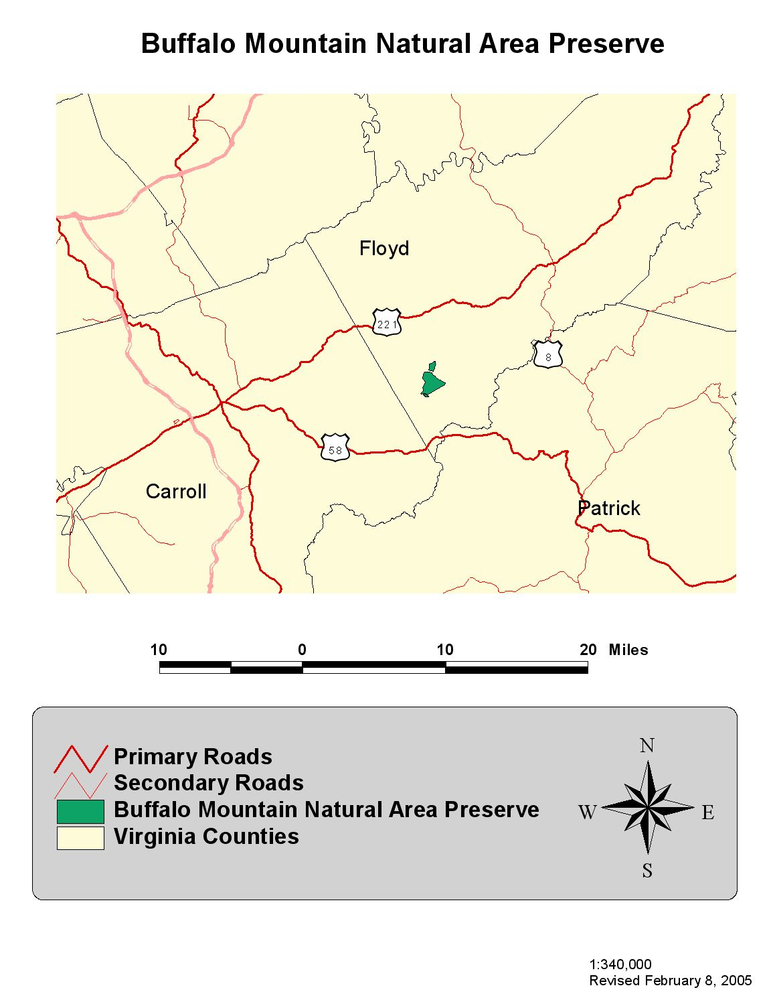 Buffalo Mountain Natural Area Preserve
Floyd
221
8
58
Carroll
Patrick
10 0 10 20 Miles
Primary Roads
Secondary Roads
Buffalo Mountain Natural Area Preserve
Virginia Counties
N
W E
S
1:340,000
Revised February 8, 2005